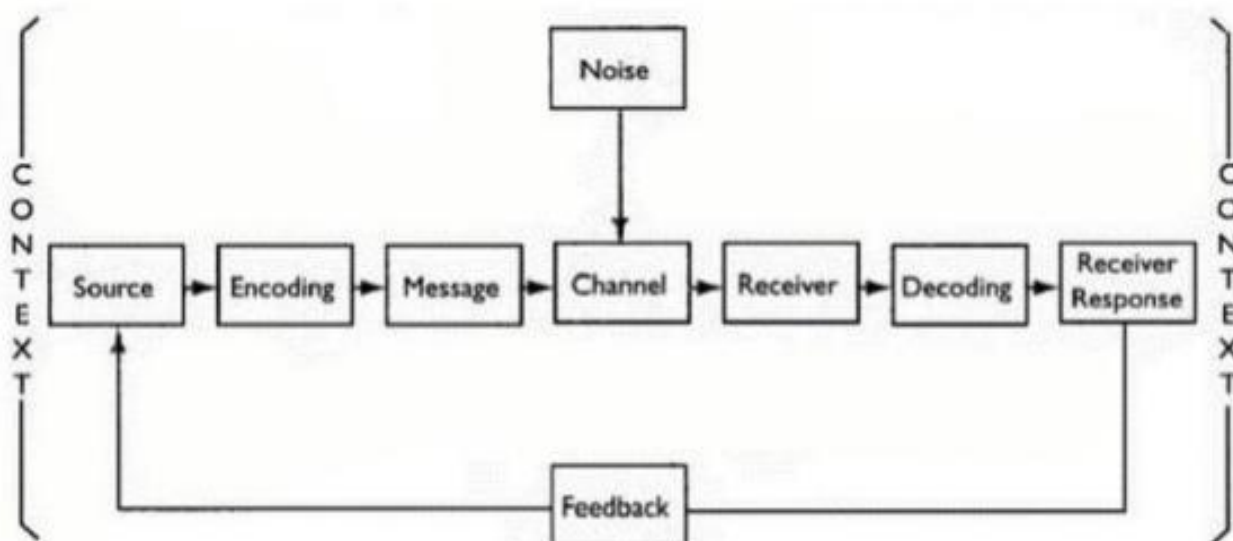 Noise
CONTEXT
Source
Encoding
Message
Channel
Receiver
Decoding
Receiver
Response
CONTEXT
Feedback